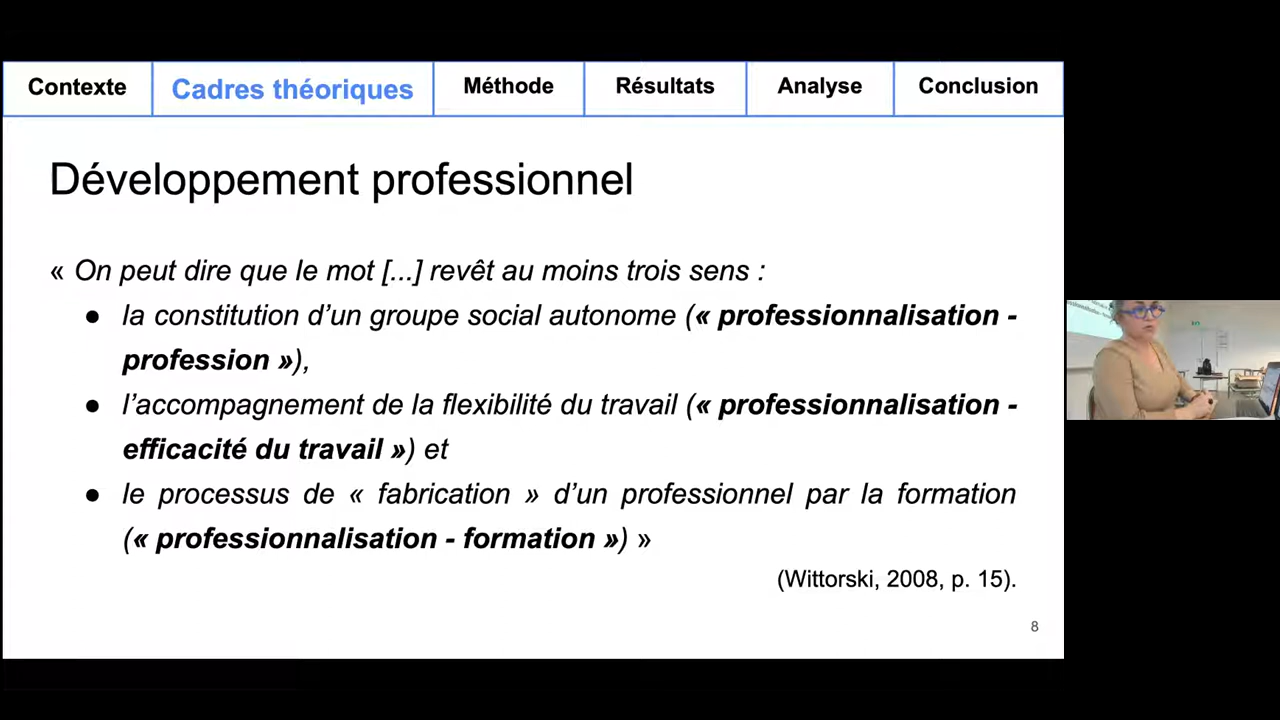 Contexte Cadres théoriques Méthode Résultats Analyse Conclusion
Développement professionnel
« On peut dire que le mot [...] revêt au moins trois sens :
● la constitution d’un groupe social autonome (« professionnalisation -
profession »),
● l’accompagnement de la flexibilité du travail (« professionnalisation -
efficacité du travail ») et
● le processus de « fabrication » d’un professionnel par la formation
(« professionnalisation - formation ») »
(Wittorski, 2008, p. 15).
8